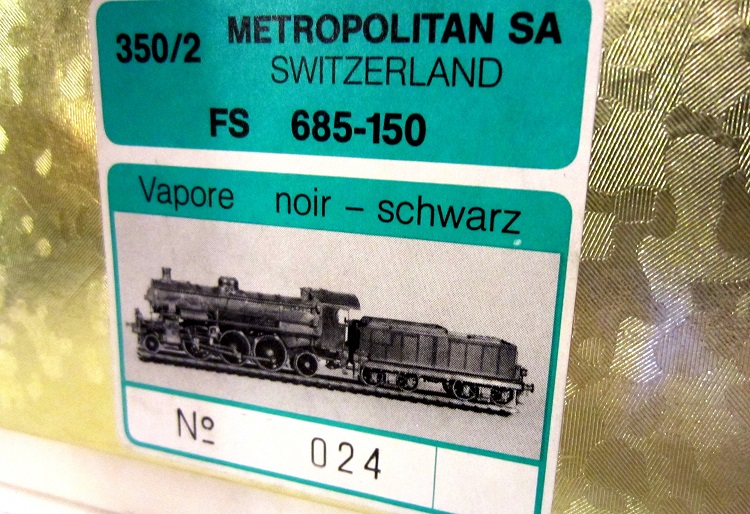 350/2 METROPOLITAN SA
SWITZERLAND
FS 685-150
Vapore noir – schwarz
Nº 024